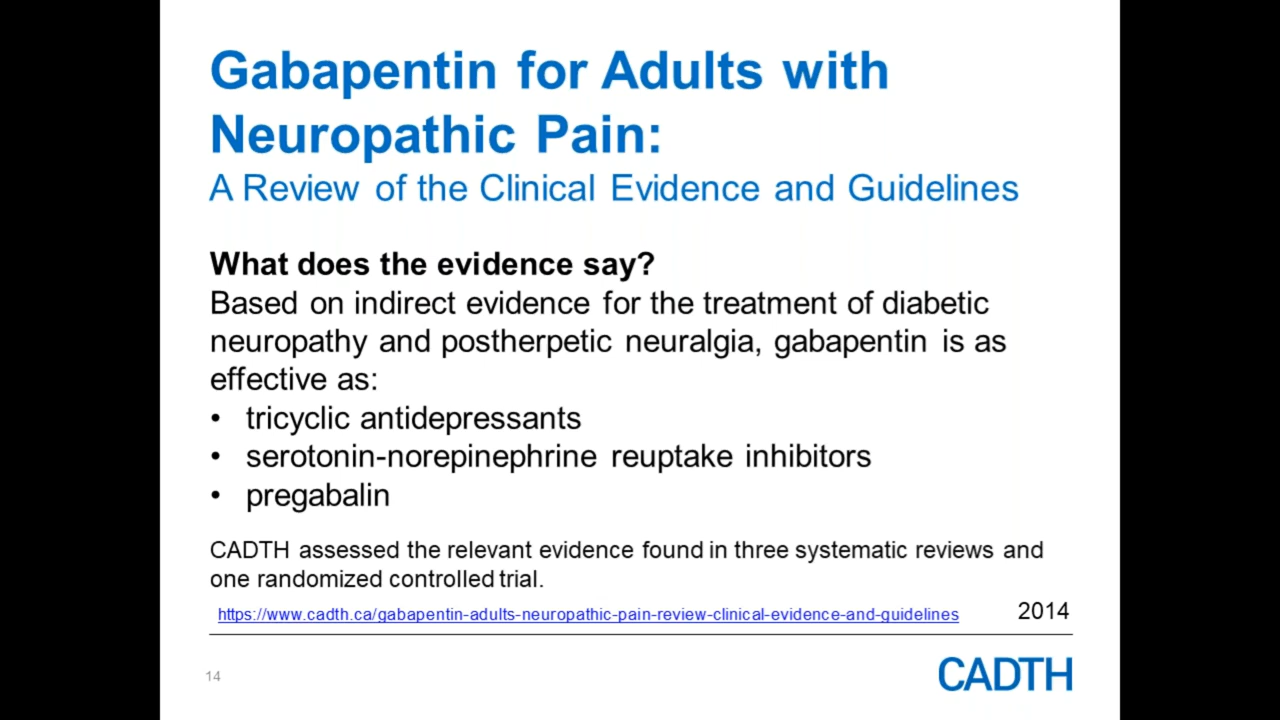 Gabapentin for Adults with
Neuropathic Pain:
A Review of the Clinical Evidence and Guidelines
What does the evidence say?
Based on indirect evidence for the treatment of diabetic
neuropathy and postherpetic neuralgia, gabapentin is as
effective as:
• tricyclic antidepressants
• serotonin-norepinephrine reuptake inhibitors
• pregabalin
CADTH assessed the relevant evidence found in three systematic reviews and
one randomized controlled trial.
https://www.cadth.ca/gabapentin-adults-neuropathic-pain-review-clinical-evidence-and-guidelines 2014
14 CADTH